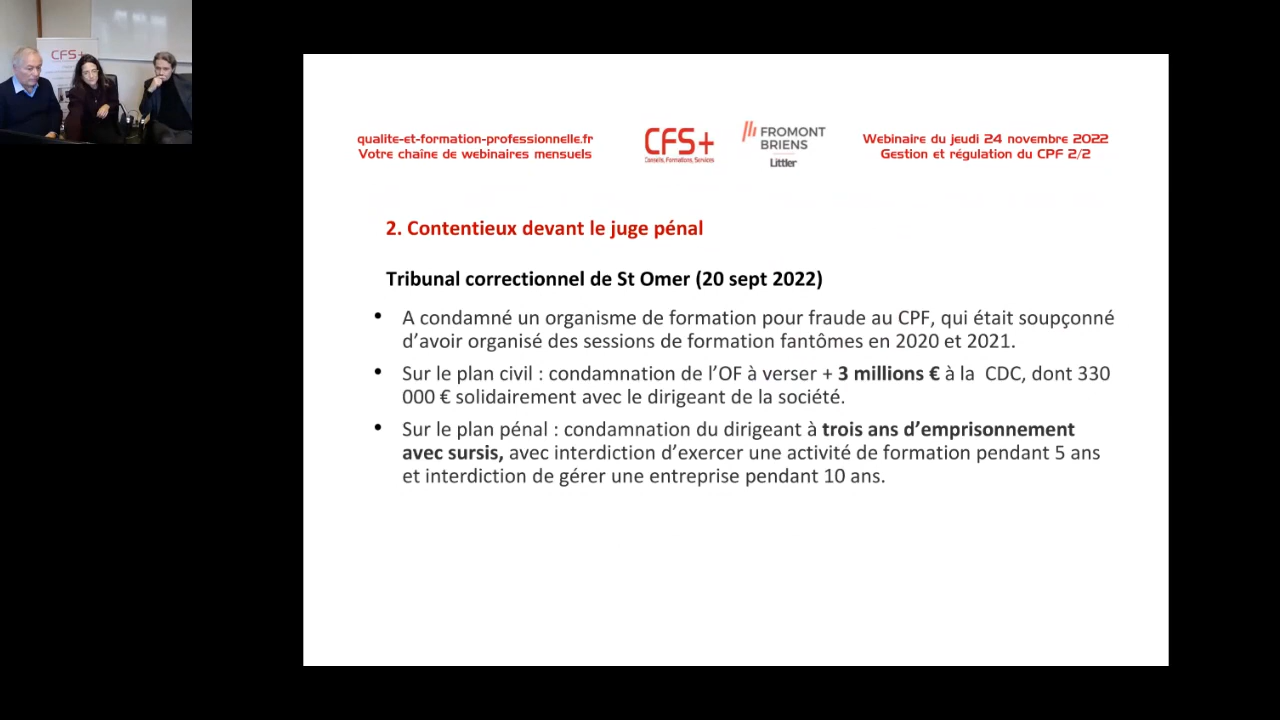 CFS+
qualite-et-formation-professionnelle.fr
Votre chaîne de webinaires mensuels
CFS+
Conseils, Formations, Services
FROMONT
BRIENS
Littler
Webinaire du jeudi 24 novembre 2022
Gestion et régulation du CPF 2/2
2. Contentieux devant le juge pénal
Tribunal correctionnel de St Omer (20 sept 2022)
• A condamné un organisme de formation pour fraude au CPF, qui était soupçonné
d’avoir organisé des sessions de formation fantômes en 2020 et 2021.
• Sur le plan civil : condamnation de l’OF à verser + 3 millions € à la CDC, dont 330
000 € solidairement avec le dirigeant de la société.
• Sur le plan pénal : condamnation du dirigeant à trois ans d’emprisonnement
avec sursis, avec interdiction d’exercer une activité de formation pendant 5 ans
et interdiction de gérer une entreprise pendant 10 ans.